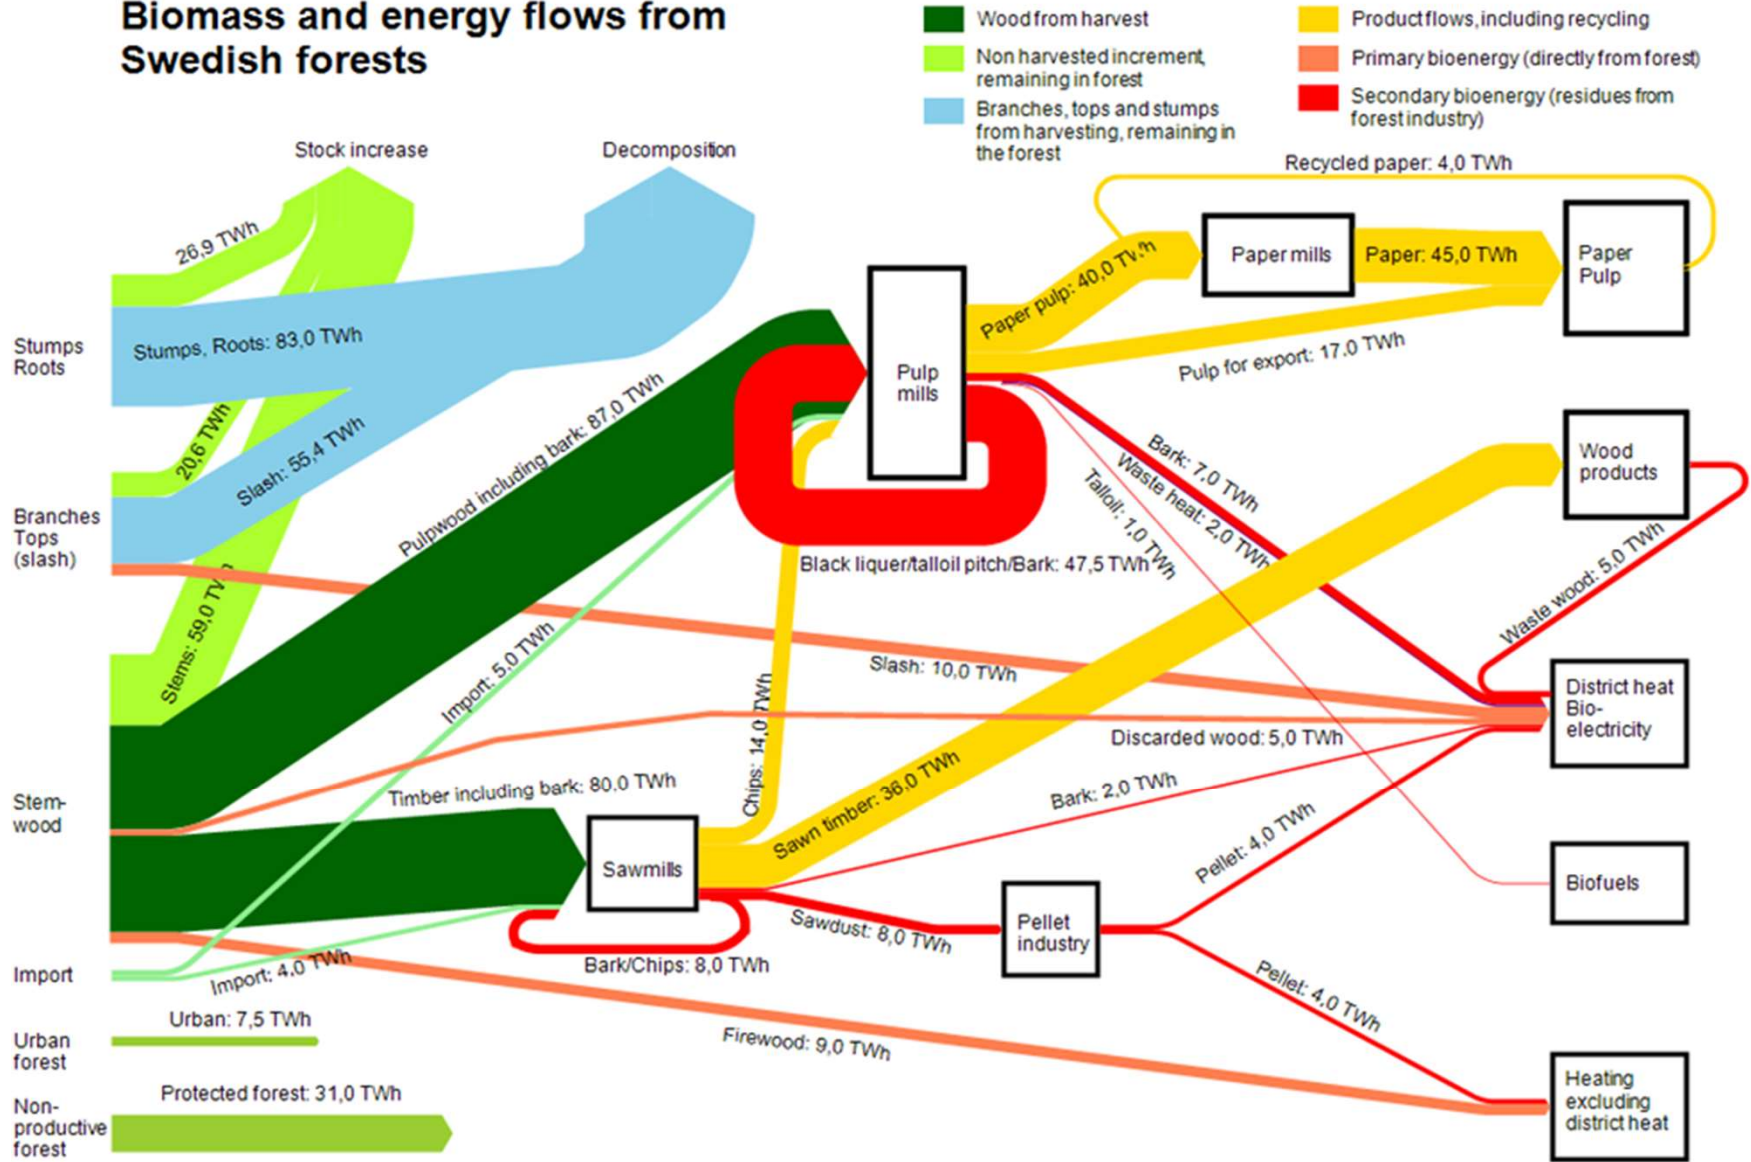 Biomass and energy flows from
Swedish forests
Wood from harvest
Non harvested increment,
remaining in forest
Branches, tops and stumps
from harvesting, remaining in
the forest
Product flows, including recycling
Primary bioenergy (directly from forest)
Secondary bioenergy (residues from
forest industry)
Stock increase
Decomposition
Recycled paper: 4,0 TWh
26,9 TWh
Stumps, Roots: 83,0 TWh
Stumps
Roots
20,6 TWh
Slash: 55,4 TWh
Branches
Tops
(slash)
Stems: 59,0 TWh
Pulpwood including bark: 87,0 TWh
Pulp
mills
Paper pulp: 40,0 TWh
Paper mills
Paper: 45,0 TWh
Paper
Pulp
Pulp for export: 17.0 TWh
Bark: 7,0 TWh
Waste heat: 2,0 TWh
Talloil: 1,0 TWh
Black liquer/talloil pitch/Bark: 47,5 TWh
Wood
products
Waste wood: 5,0 TWh
Import: 5,0 TWh
Slash: 10,0 TWh
Chips: 14,0 TWh
Discarded wood: 5,0 TWh
District heat
Bio-
electricity
Stem-
wood
Timber including bark: 80.0 TWh
Sawmills
Sawn timber: 36,0 TWh
Bark: 2,0 TWh
Pellet: 4,0 TWh
Biofuels
Sawdust: 8,0 TWh
Pellet
industry
Bark/Chips: 8,0 TWh
Import
Import: 4,0 TWh
Pellet: 4,0 TWh
Firewood: 9,0 TWh
Urban: 7,5 TWh
Urban
forest
Protected forest: 31,0 TWh
Non-
productive
forest
Heating
excluding
district heat